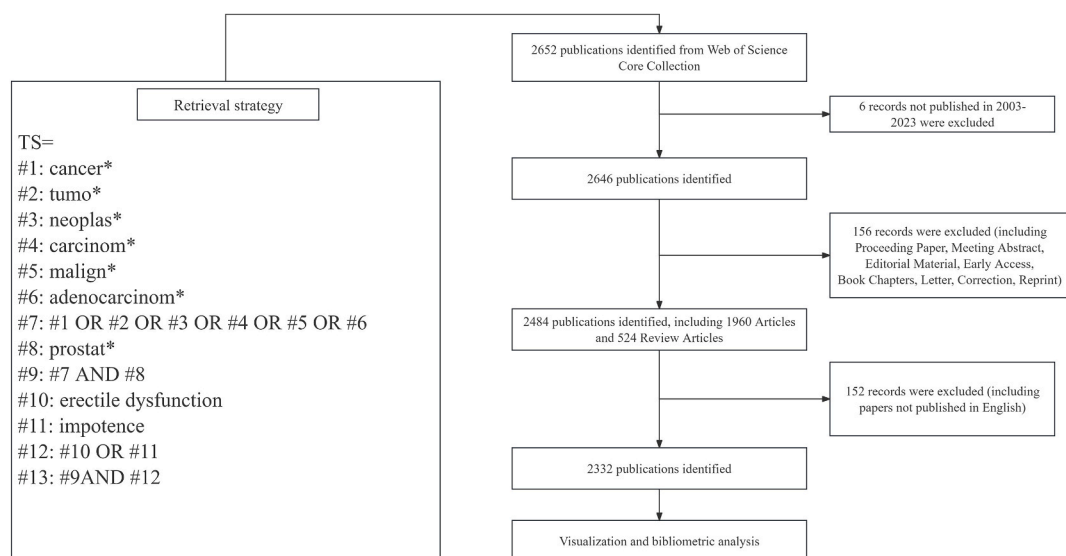 Retrieval strategy
TS=
#1: cancer*
#2: tumo*
#3: neoplas*
#4: carcinom*
#5: malign*
#6: adenocarcinom*
#7: #1 OR #2 OR #3 OR #4 OR #5 OR #6
#8: prostat*
#9: #7 AND #8
#10: erectile dysfunction
#11: impotence
#12: #10 OR #11
#13: #9AND #12
2652 publications identified from Web of Science
Core Collection
6 records not published in 2003-
2023 were excluded
2646 publications identified
156 records were excluded (including
Proceeding Paper, Meeting Abstract,
Editorial Material, Early Access,
Book Chapters, Letter, Correction, Reprint)
2484 publications identified, including 1960 Articles
and 524 Review Articles
152 records were excluded (including
papers not published in English)
2332 publications identified
Visualization and bibliometric analysis